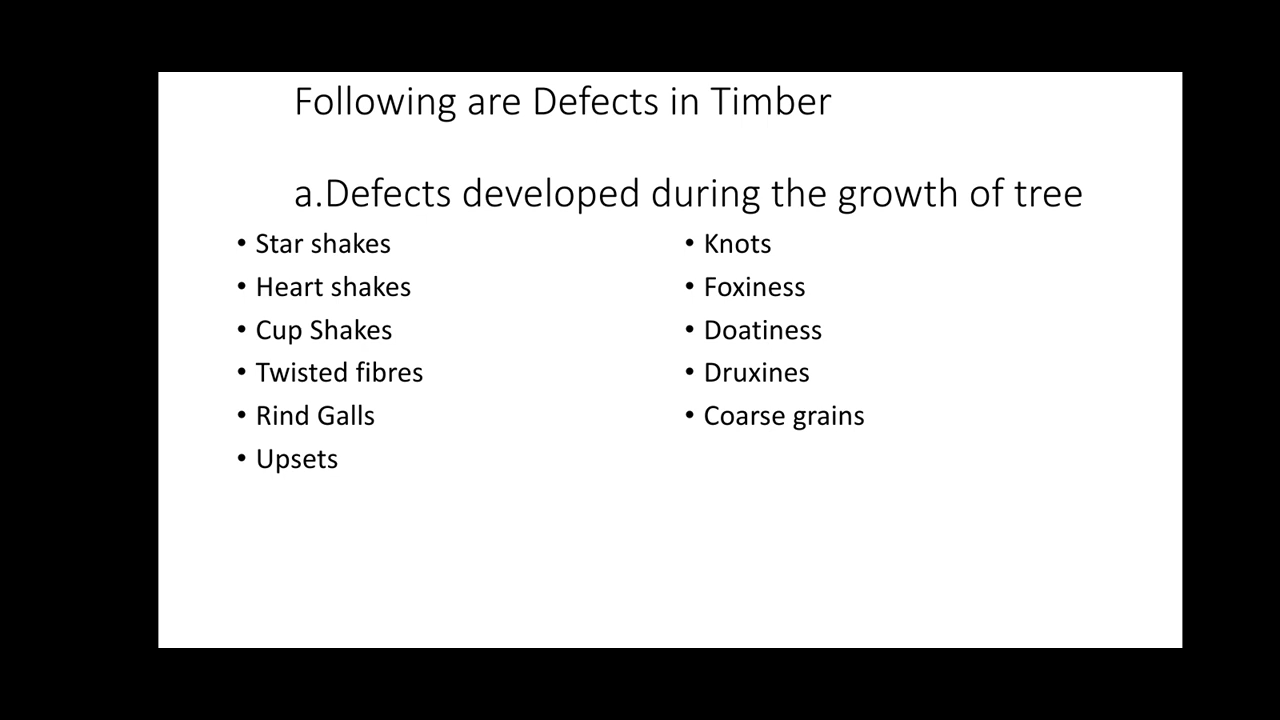 Following are Defects in Timber
a.Defects developed during the growth of tree
• Star shakes
• Heart shakes
• Cup Shakes
• Twisted fibres
• Rind Galls
• Upsets
• Knots
• Foxiness
• Doatiness
• Druxines
• Coarse grains